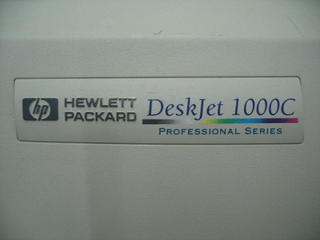 hp HEWLETT PACKARD
DeskJet 1000C
PROFESSIONAL SERIES